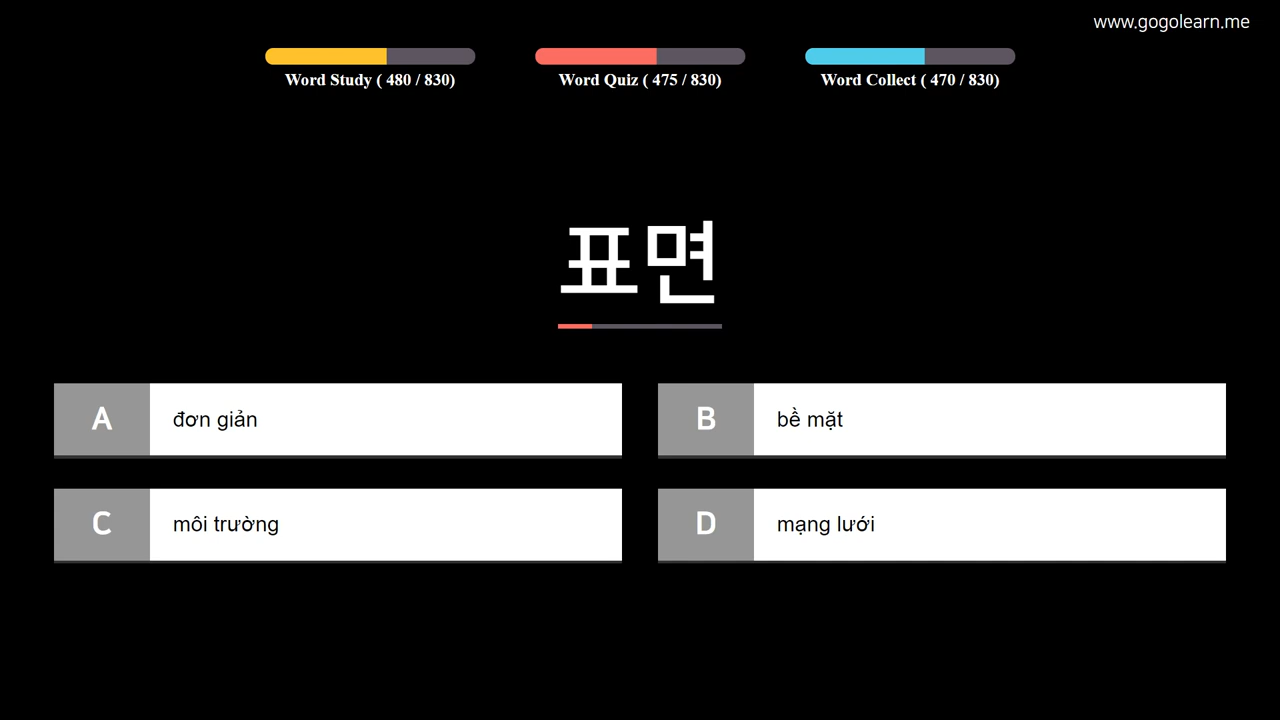 www.gogolearn.me
Word Study ( 480 / 830)
Word Quiz ( 475 / 830)
Word Collect ( 470 / 830)
표면
A đơn giản
B bề mặt
C môi trường
D mạng lưới